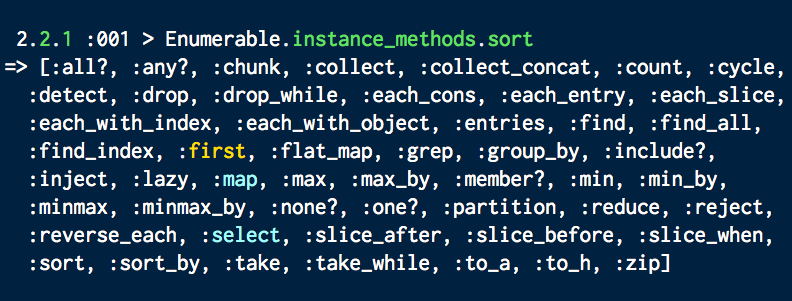 2.2.1 :001 > Enumerable.instance_methods.sort
=> [:all?, :any?, :chunk, :collect, :collect_concat, :count, :cycle,
:detect, :drop, :drop_while, :each_cons, :each_entry, :each_slice,
:each_with_index, :each_with_object, :entries, :find, :find_all,
:find_index, :first, :flat_map, :grep, :group_by, :include?,
:inject, :lazy, :map, :max, :max_by, :member?, :min, :min_by,
:minmax, :minmax_by, :none?, :one?, :partition, :reduce, :reject,
:reverse_each, :select, :slice_after, :slice_before, :slice_when,
:sort, :sort_by, :take, :take_while, :to_a, :to_h, :zip]